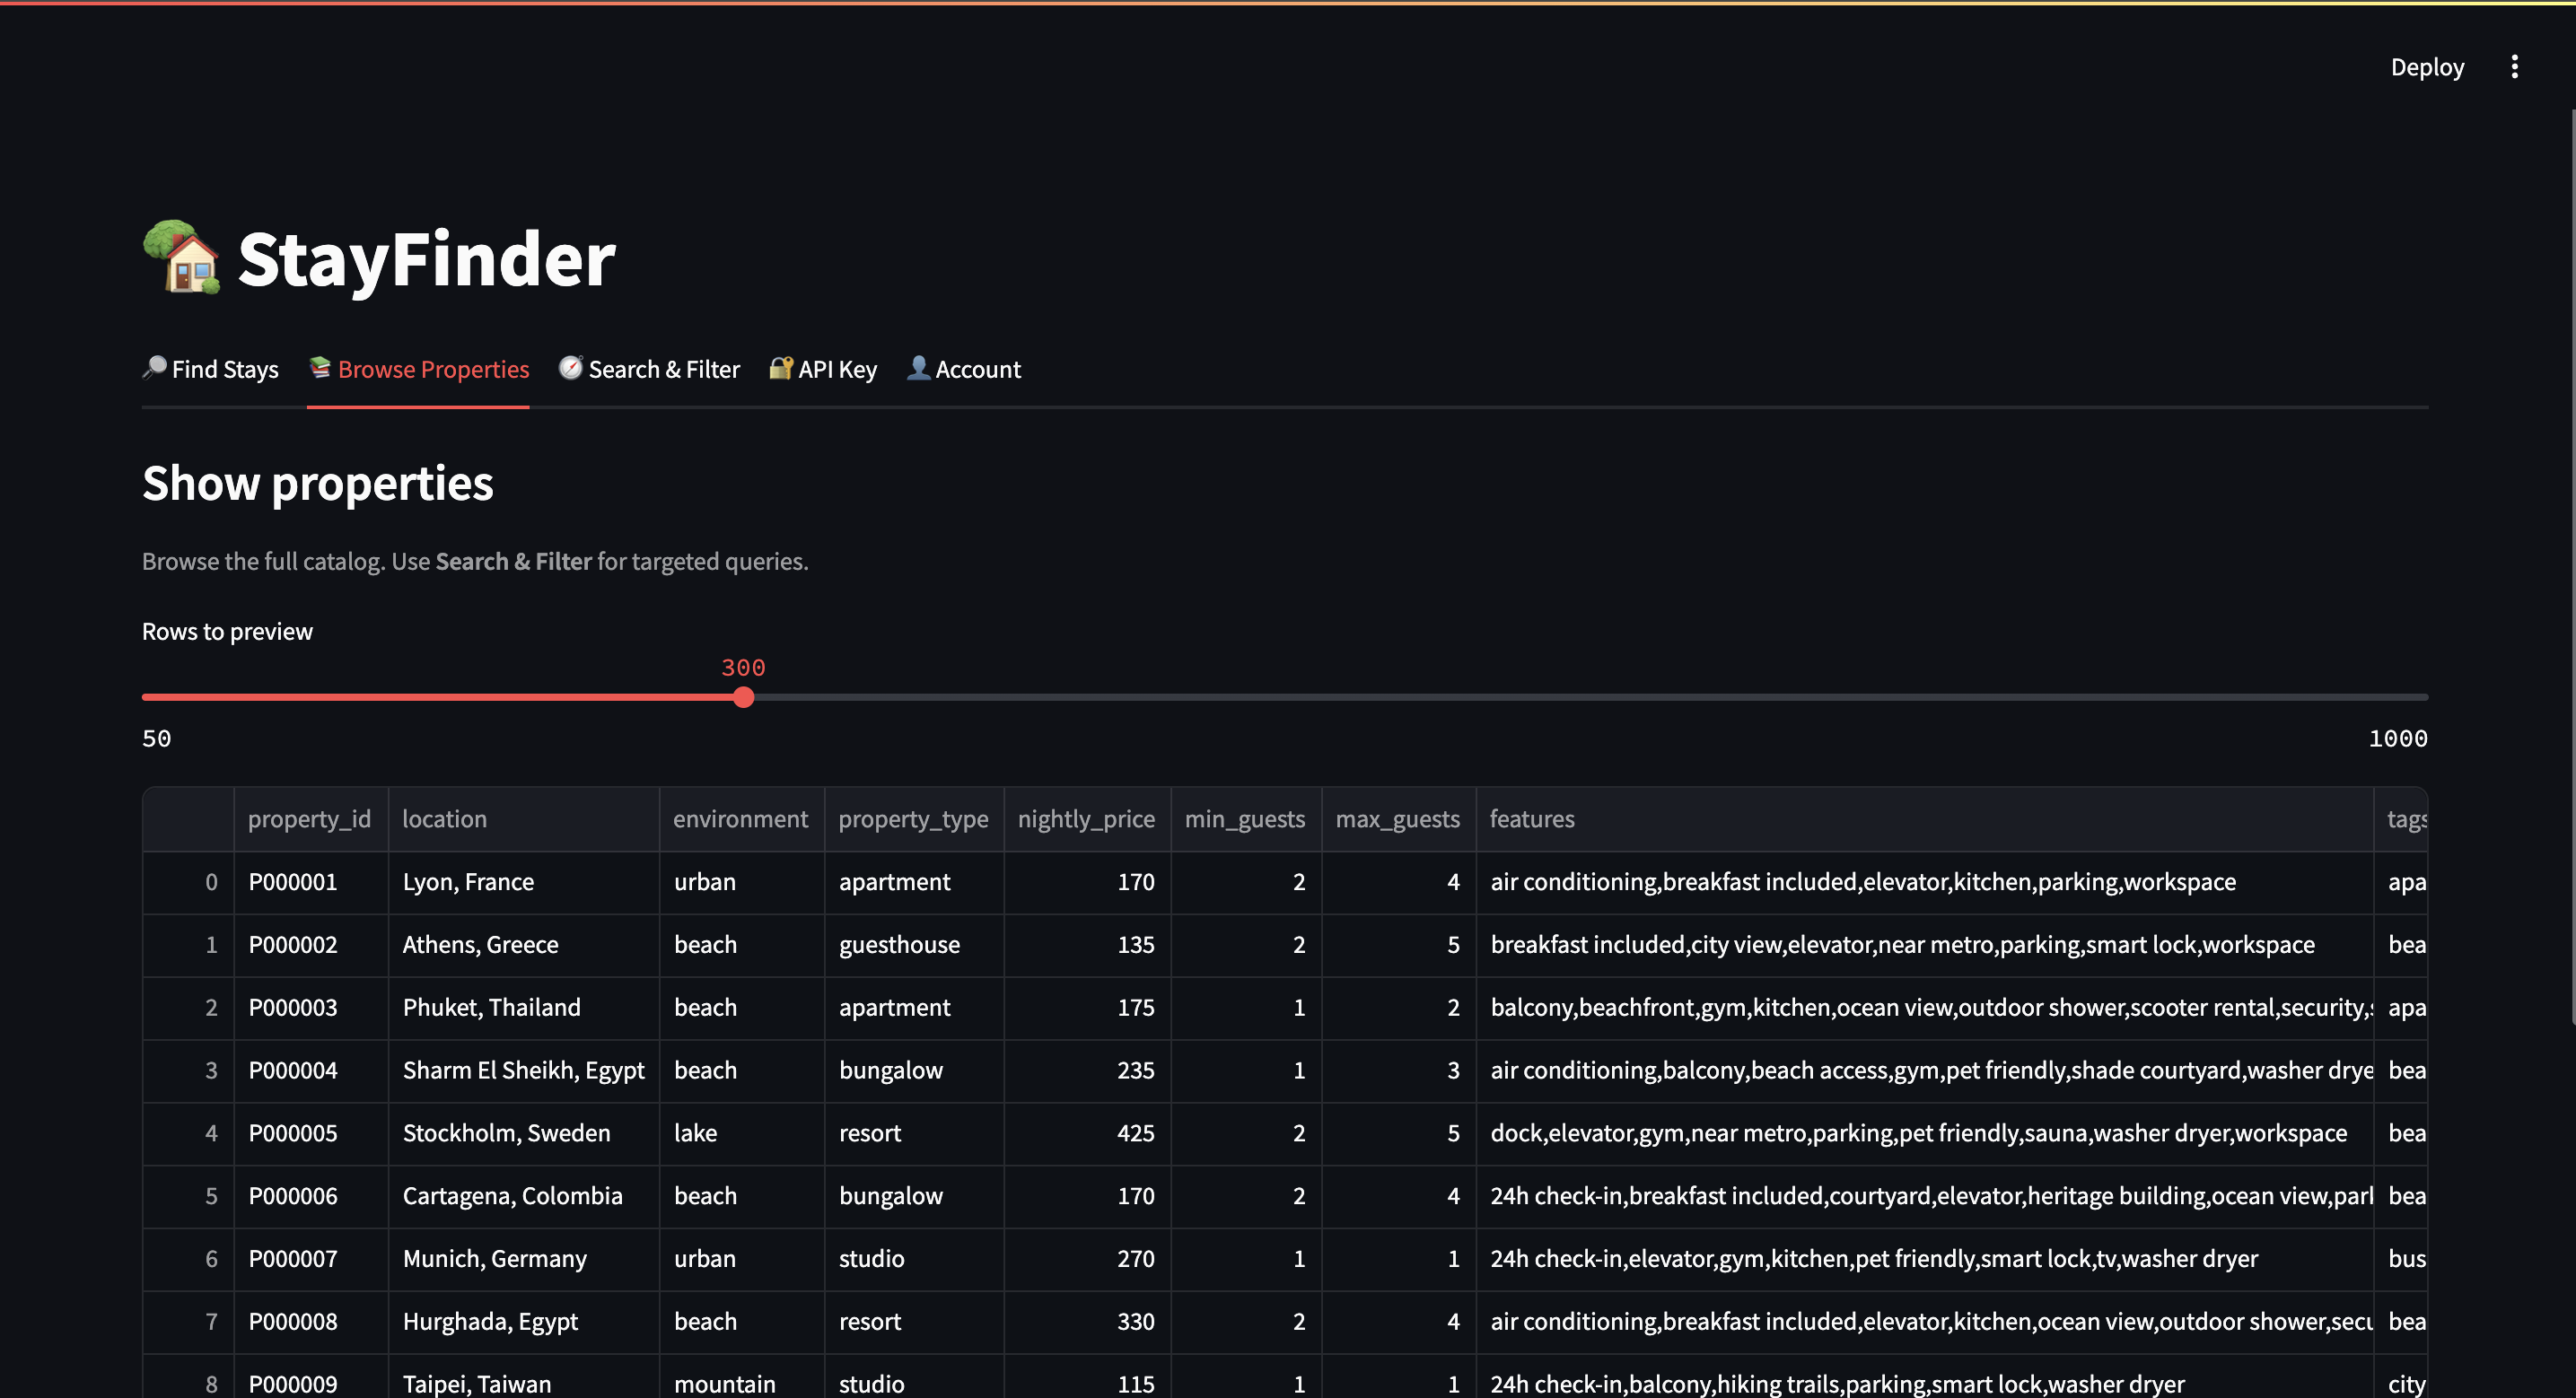 Deploy
StayFinder
Find Stays Browse Properties Search & Filter API Key Account
Show properties
Browse the full catalog. Use Search & Filter for targeted queries.
Rows to preview
300
50 1000
property_id location environment property_type nightly_price min_guests max_guests features tags
0 P000001 Lyon, France urban apartment 170 2 4 air conditioning,breakfast included,elevator,kitchen,parking,workspace apa
1 P000002 Athens, Greece beach guesthouse 135 2 5 breakfast included,city view,elevator,near metro,parking,smart lock,workspace bea
2 P000003 Phuket, Thailand beach apartment 175 1 2 balcony,beachfront,gym,kitchen,ocean view,outdoor shower,scooter rental,security, apa
3 P000004 Sharm El Sheikh, Egypt beach bungalow 235 1 3 air conditioning,balcony,beach access,gym,pet friendly,shade courtyard,washer drye bea
4 P000005 Stockholm, Sweden lake resort 425 2 5 dock,elevator,gym,near metro,parking,pet friendly,sauna,washer dryer,workspace bea
5 P000006 Cartagena, Colombia beach bungalow 170 2 4 24h check-in,breakfast included,courtyard,elevator,heritage building,ocean view,par bea
6 P000007 Munich, Germany urban studio 270 1 1 24h check-in,elevator,gym,kitchen,pet friendly,smart lock,tv,washer dryer bus
7 P000008 Hurghada, Egypt beach resort 330 2 4 air conditioning,breakfast included,elevator,kitchen,ocean view,outdoor shower,secu bea
8 P000009 Taipei, Taiwan mountain studio 115 1 1 24h check-in,balcony,hiking trails,parking,smart lock,washer dryer city